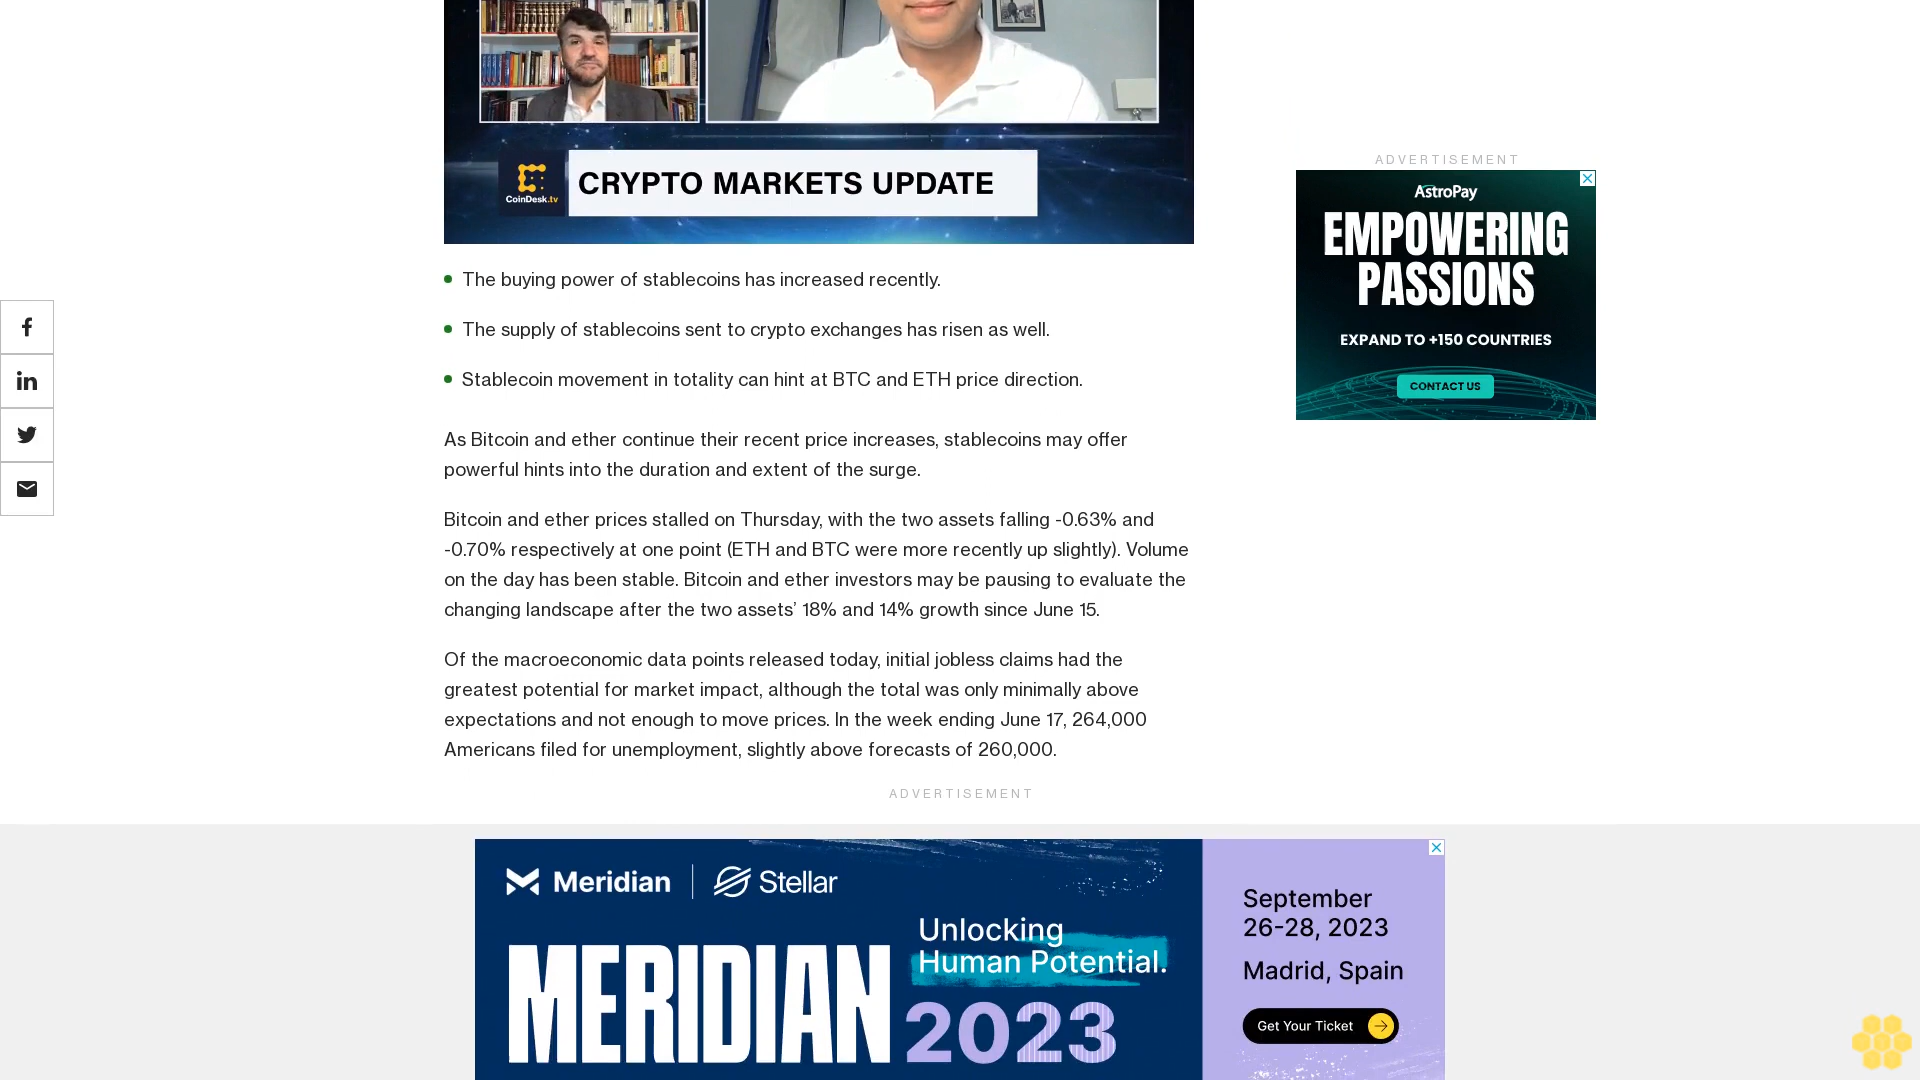 CoinDesk.tv
CRYPTO MARKETS UPDATE
ADVERTISEMENT
AstroPay
EMPOWERING
PASSIONS
EXPAND TO +150 COUNTRIES
CONTACT US
The buying power of stablecoins has increased recently.
The supply of stablecoins sent to crypto exchanges has risen as well.
Stablecoin movement in totality can hint at BTC and ETH price direction.
As Bitcoin and ether continue their recent price increases, stablecoins may offer
powerful hints into the duration and extent of the surge.
Bitcoin and ether prices stalled on Thursday, with the two assets falling -0.63% and
-0.70% respectively at one point (ETH and BTC were more recently up slightly). Volume
on the day has been stable. Bitcoin and ether investors may be pausing to evaluate the
changing landscape after the two assets’ 18% and 14% growth since June 15.
Of the macroeconomic data points released today, initial jobless claims had the
greatest potential for market impact, although the total was only minimally above
expectations and not enough to move prices. In the week ending June 17, 264,000
Americans filed for unemployment, slightly above forecasts of 260,000.
ADVERTISEMENT
Meridian | Stellar
MERIDIAN
Unlocking
Human Potential.
2023
September
26-28, 2023
Madrid, Spain
Get Your Ticket